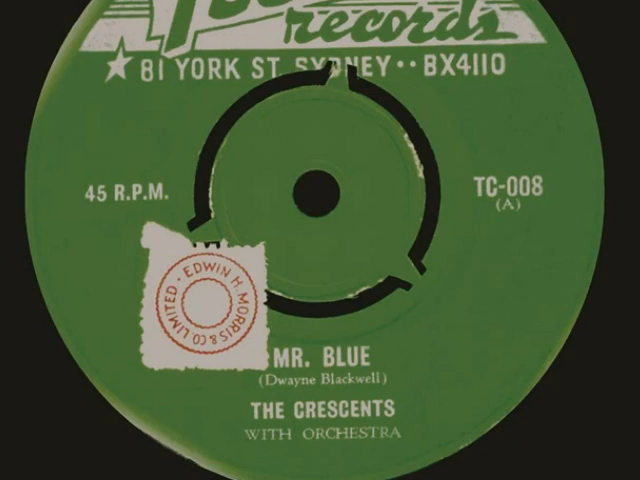 records
★ 81 YORK ST. SYDNEY·· BX4110
45 R.P.M.
TC-008
(A)
EDWIN H. MORRIS & CO LIMITED ·
MR. BLUE
(Dwayne Blackwell)
THE CRESCENTS
WITH ORCHESTRA